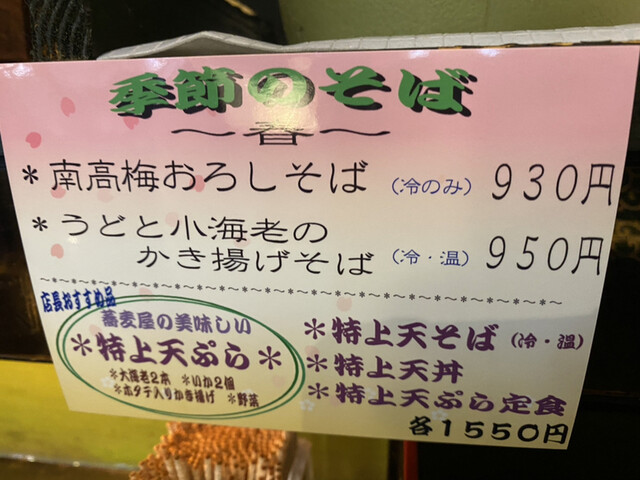 季節のそば
～春～
＊南高梅おろしそば （冷のみ） 930円
＊うどと小海老の
かき揚げそば （冷・温） 950円
店長おすすめ品
蕎麦屋の美味しい
＊特上天ぷら＊
＊大海老2本 ＊いか2個
＊ホタテ入りかき揚げ ＊野菜
＊特上天そば（冷・温）
＊特上天丼
＊特上天ぷら定食
各1550円